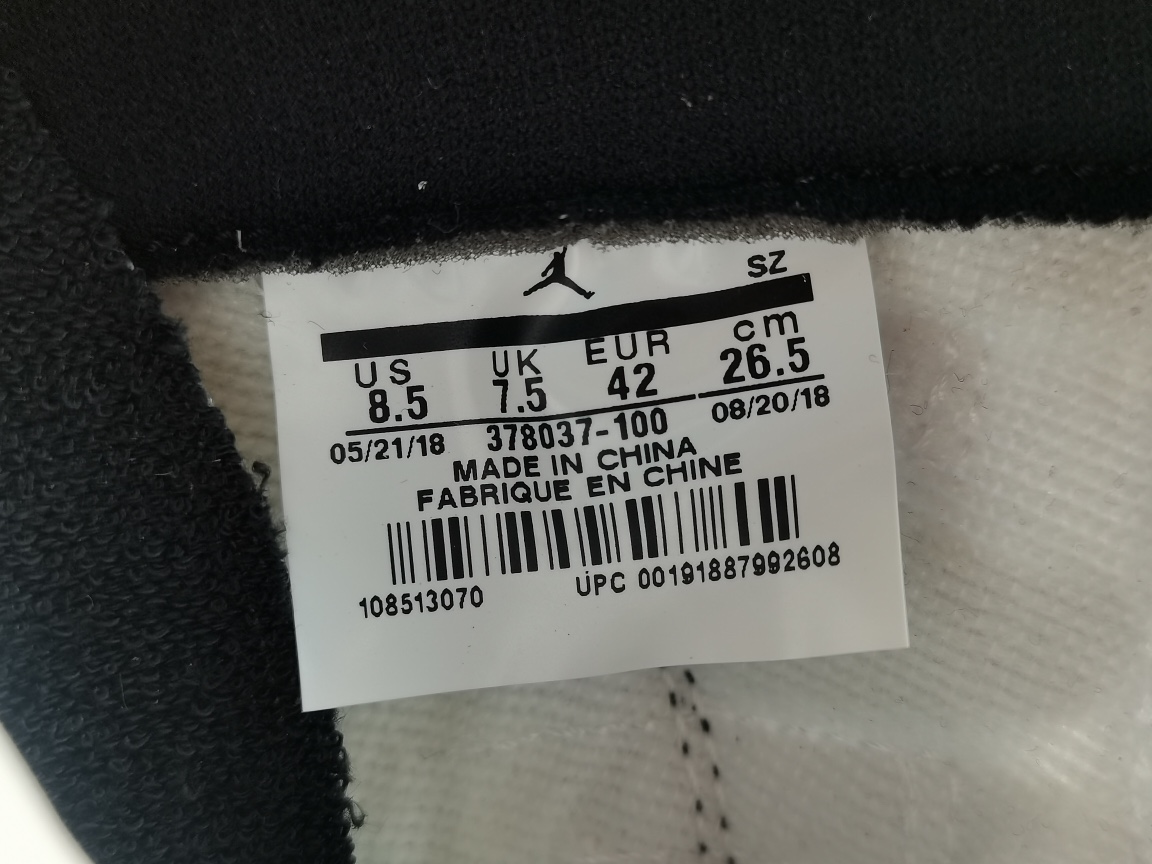 SZ
US UK EUR cm
8.5 7.5 42 26.5
05/21/18 378037-100 08/20/18
MADE IN CHINA
FABRIQUE EN CHINE
108513070 UPC 00191887992608